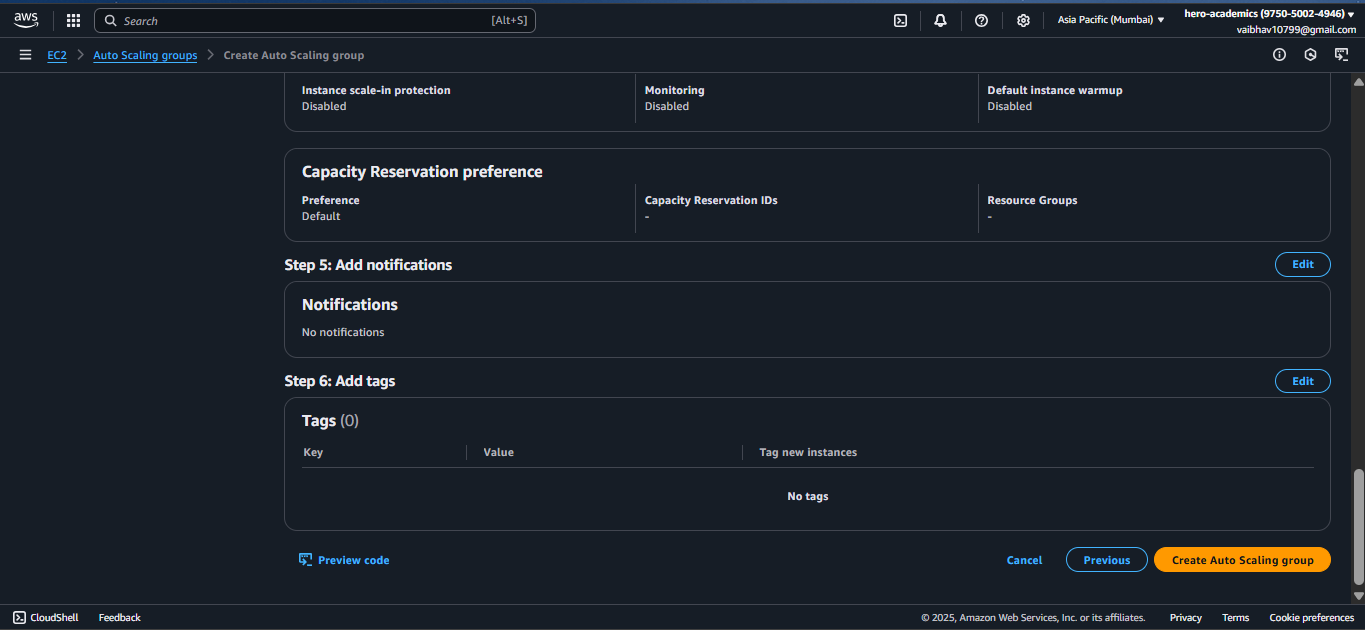 aws
Search
[Alt+S]
Asia Pacific (Mumbai)
hero-academics (9750-5002-4946)
vaibhav10799@gmail.com
EC2
Auto Scaling groups
Create Auto Scaling group
Instance scale-in protection
Disabled
Monitoring
Disabled
Default instance warmup
Disabled
Capacity Reservation preference
Preference
Default
Capacity Reservation IDs
-
Resource Groups
-
Step 5: Add notifications
Edit
Notifications
No notifications
Step 6: Add tags
Edit
Tags (0)
Key
Value
Tag new instances
No tags
Preview code
Cancel
Previous
Create Auto Scaling group
CloudShell
Feedback
© 2025, Amazon Web Services, Inc. or its affiliates.
Privacy
Terms
Cookie preferences